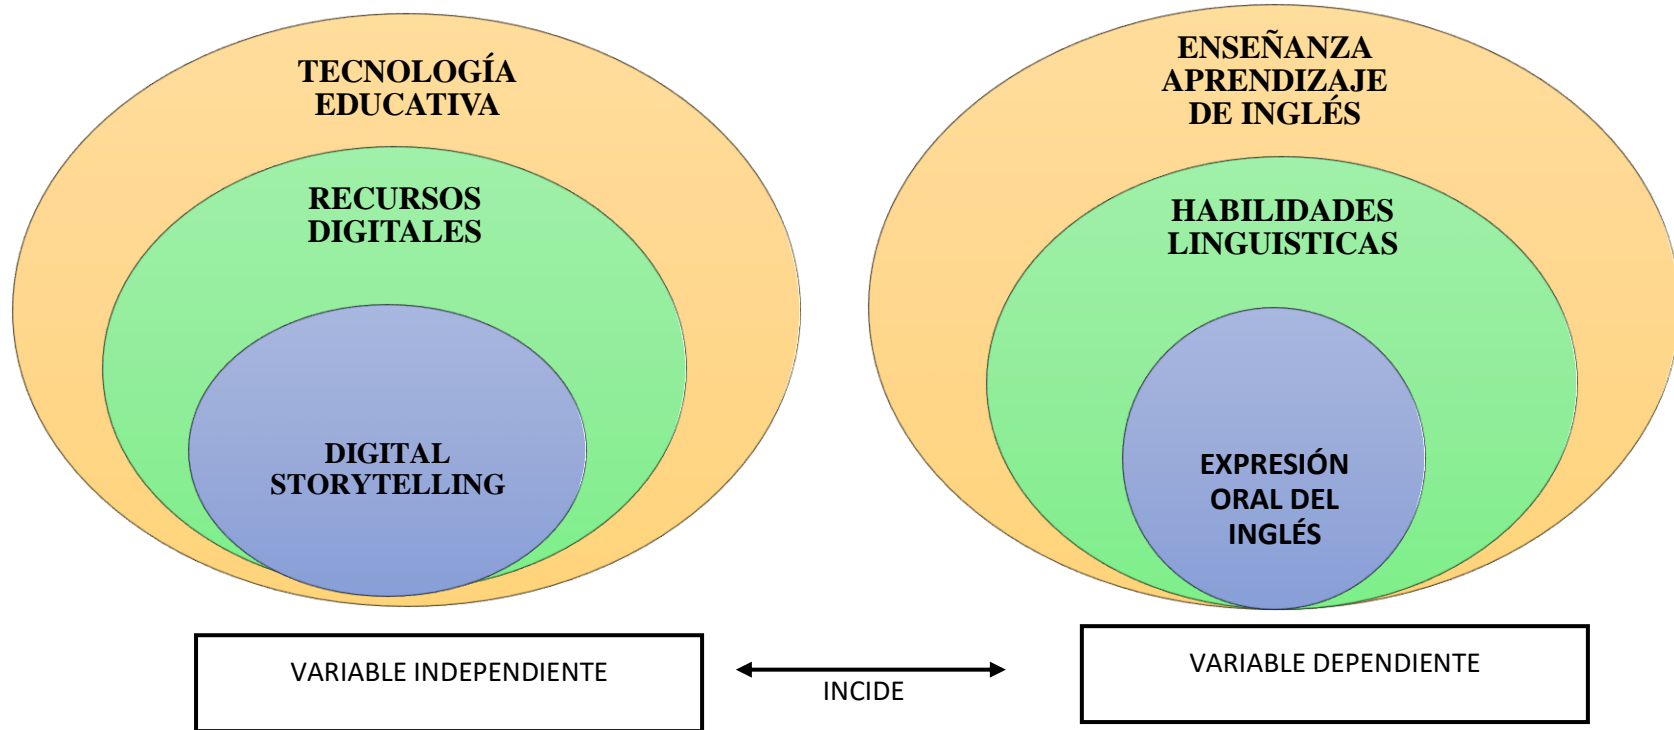 TECNOLOGÍA
EDUCATIVA
RECURSOS
DIGITALES
DIGITAL
STORYTELLING
ENSEÑANZA
APRENDIZAJE
DE INGLÉS
HABILIDADES
LINGUISTICAS
EXPRESIÓN
ORAL DEL
INGLÉS
VARIABLE INDEPENDIENTE
INCIDE
VARIABLE DEPENDIENTE